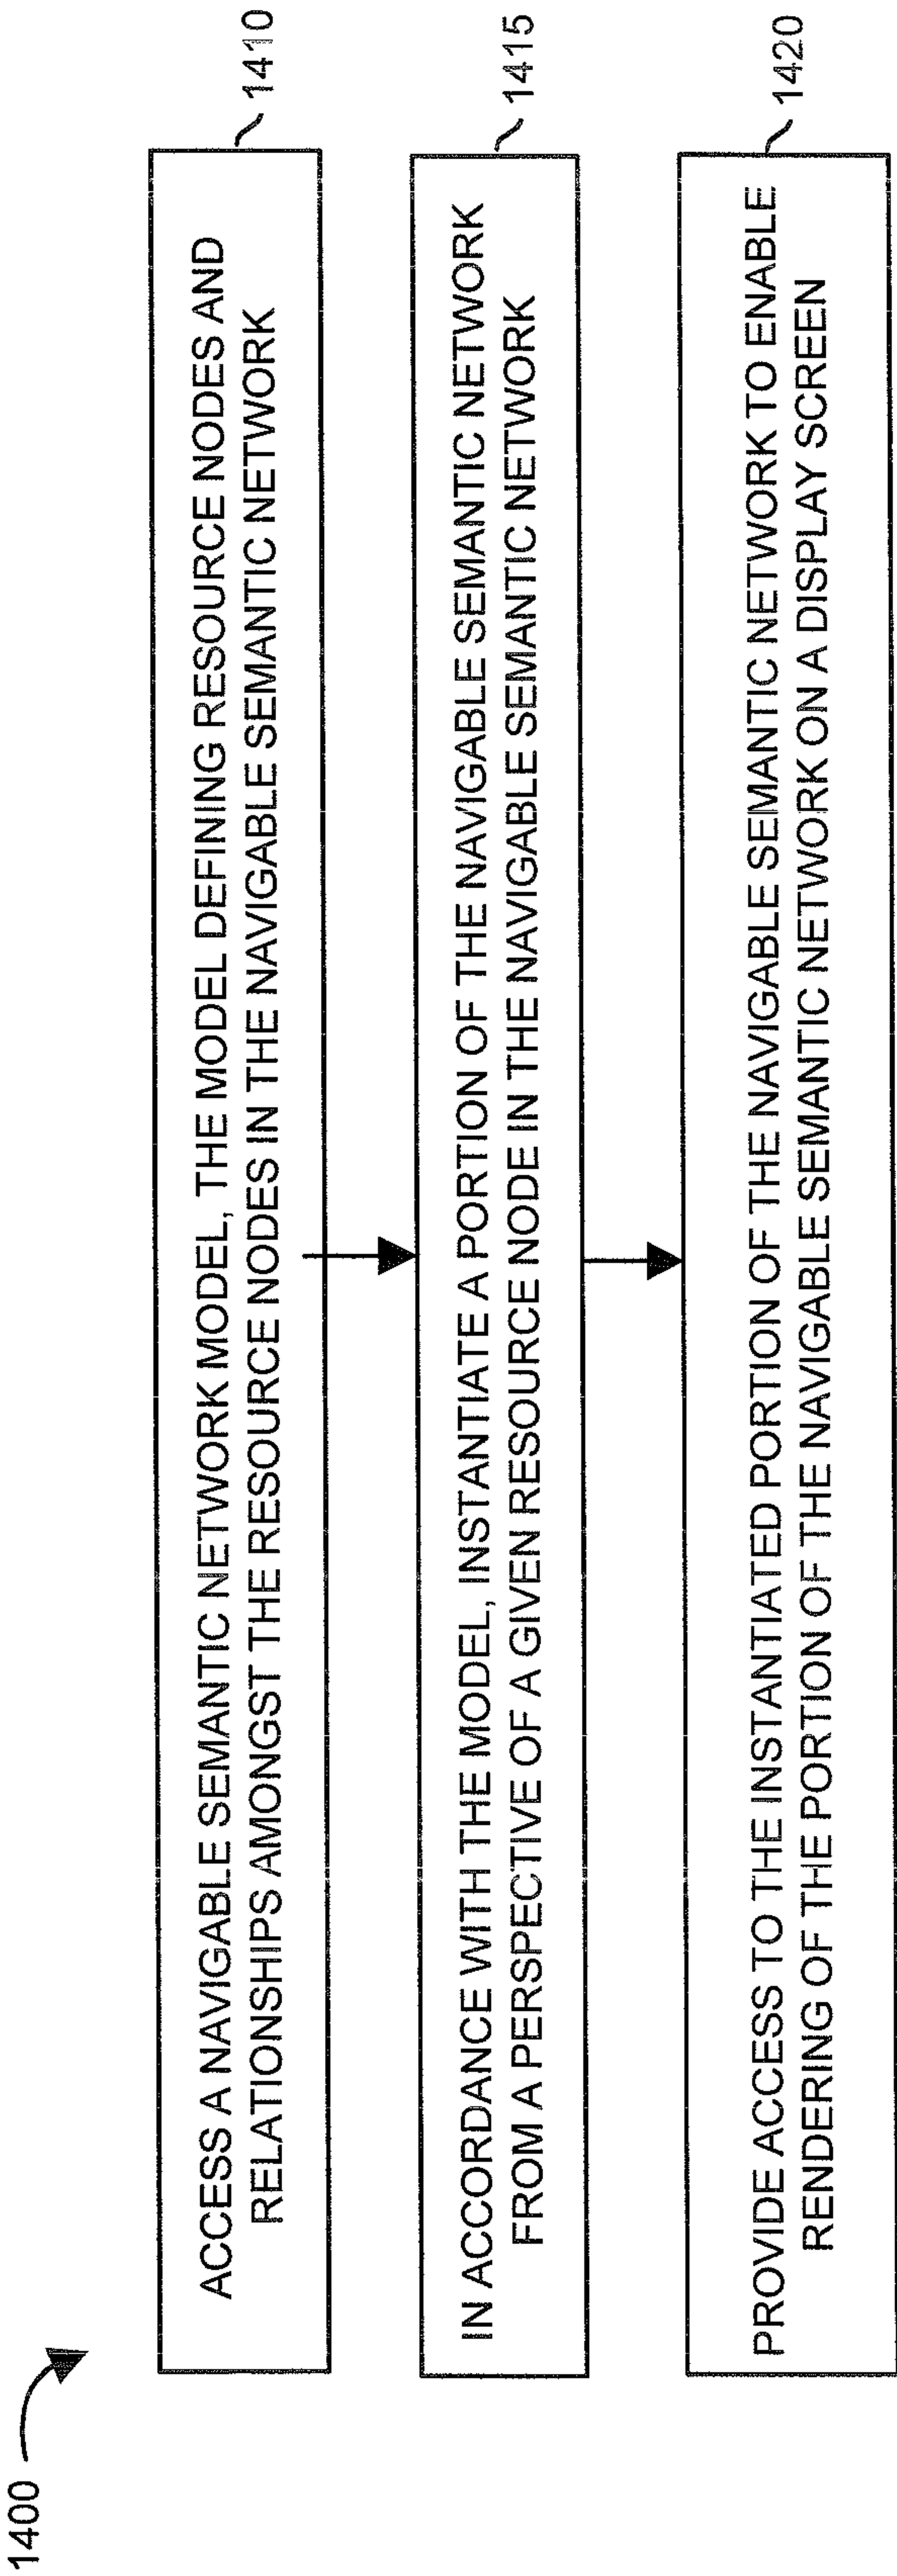 1400
ACCESS A NAVIGABLE SEMANTIC NETWORK MODEL, THE MODEL DEFINING RESOURCE NODES AND
RELATIONSHIPS AMONGST THE RESOURCE NODES IN THE NAVIGABLE SEMANTIC NETWORK
1410
IN ACCORDANCE WITH THE MODEL, INSTANTIATE A PORTION OF THE NAVIGABLE SEMANTIC NETWORK
FROM A PERSPECTIVE OF A GIVEN RESOURCE NODE IN THE NAVIGABLE SEMANTIC NETWORK
1415
PROVIDE ACCESS TO THE INSTANTIATED PORTION OF THE NAVIGABLE SEMANTIC NETWORK TO ENABLE
RENDERING OF THE PORTION OF THE NAVIGABLE SEMANTIC NETWORK ON A DISPLAY SCREEN
1420